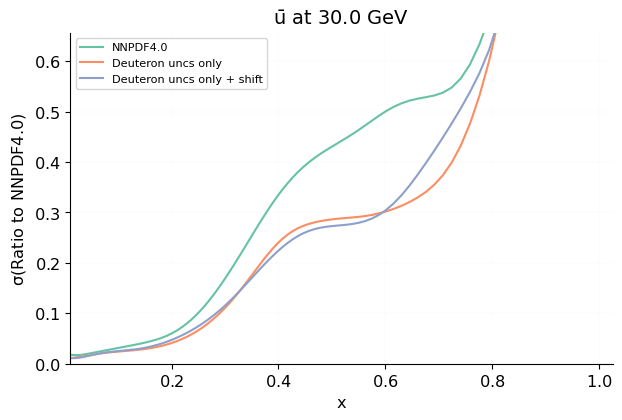 ū at 30.0 GeV
NNPDF4.0
Deuteron uncs only
Deuteron uncs only + shift
σ(Ratio to NNPDF4.0)
0.6
0.5
0.4
0.3
0.2
0.1
0.0
0.2 0.4 0.6 0.8 1.0
x